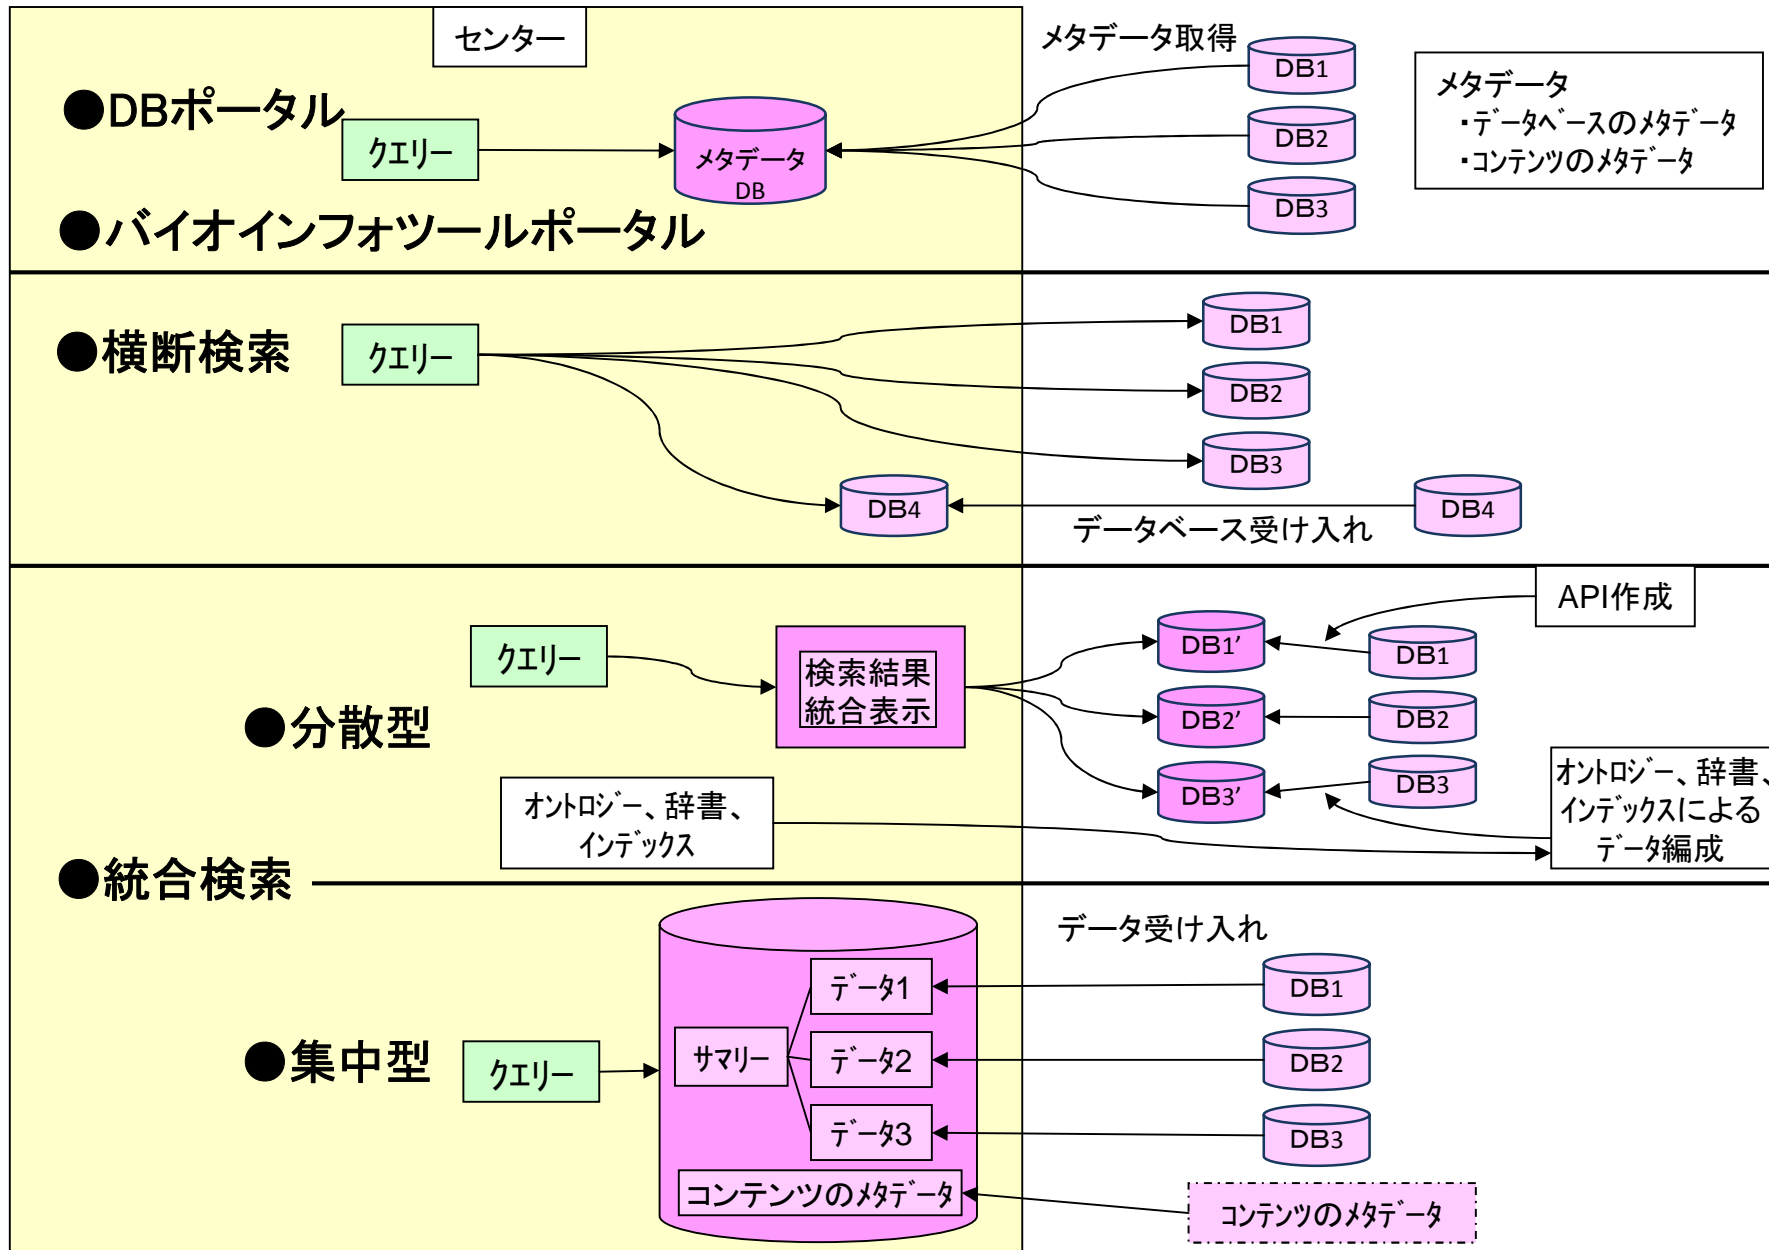 センター
メタデータ取得
DB1
●DBポータル
メタデータ
・データベースのメタデータ
・コンテンツのメタデータ
クエリー
メタデータ
DB
DB2
DB3
●バイオインフォツールポータル
●横断検索
クエリー
DB1
DB2
DB3
DB4
DB4
データベース受け入れ
API作成
クエリー
検索結果
統合表示
DB1’
DB1
●分散型
DB2’
DB2
DB3’
DB3
オントロジー、辞書、
インデックス
オントロジー、辞書、
インデックスによる
データ編成
●統合検索
データ受け入れ
データ1
DB1
●集中型
クエリー
サマリー
データ2
DB2
データ3
DB3
コンテンツのメタデータ
コンテンツのメタデータ